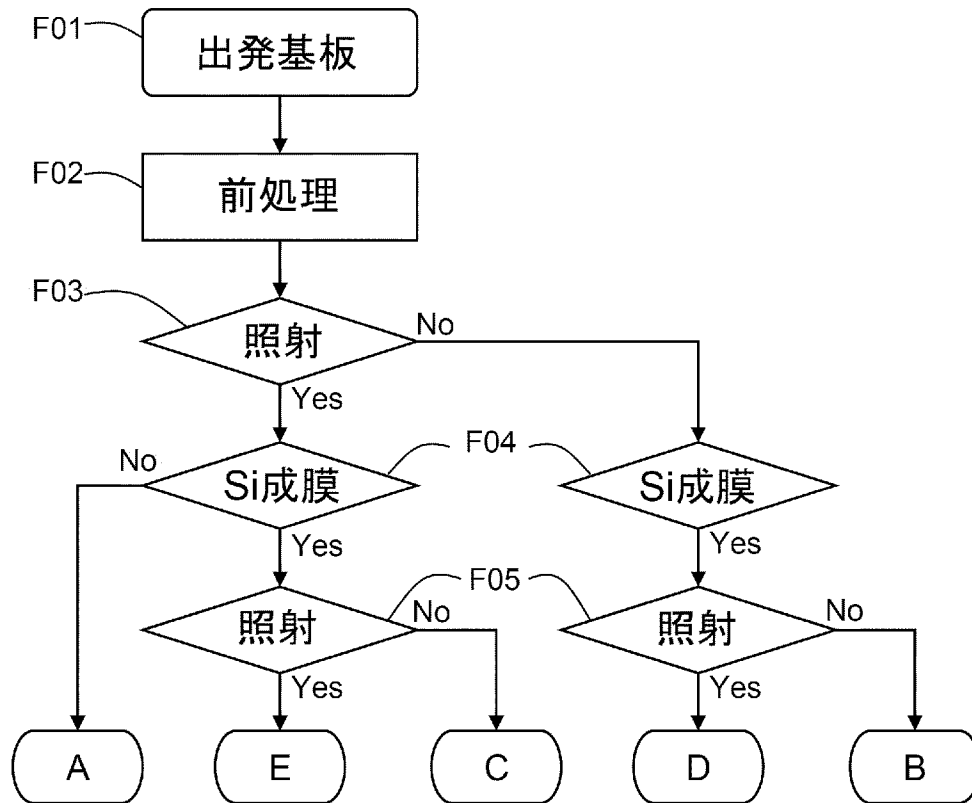 F01
出発基板
F02
前処理
F03
照射
No
Yes
F04
No
Si成膜
Si成膜
Yes
Yes
F05
照射
No
照射
No
Yes
Yes
A
E
C
D
B